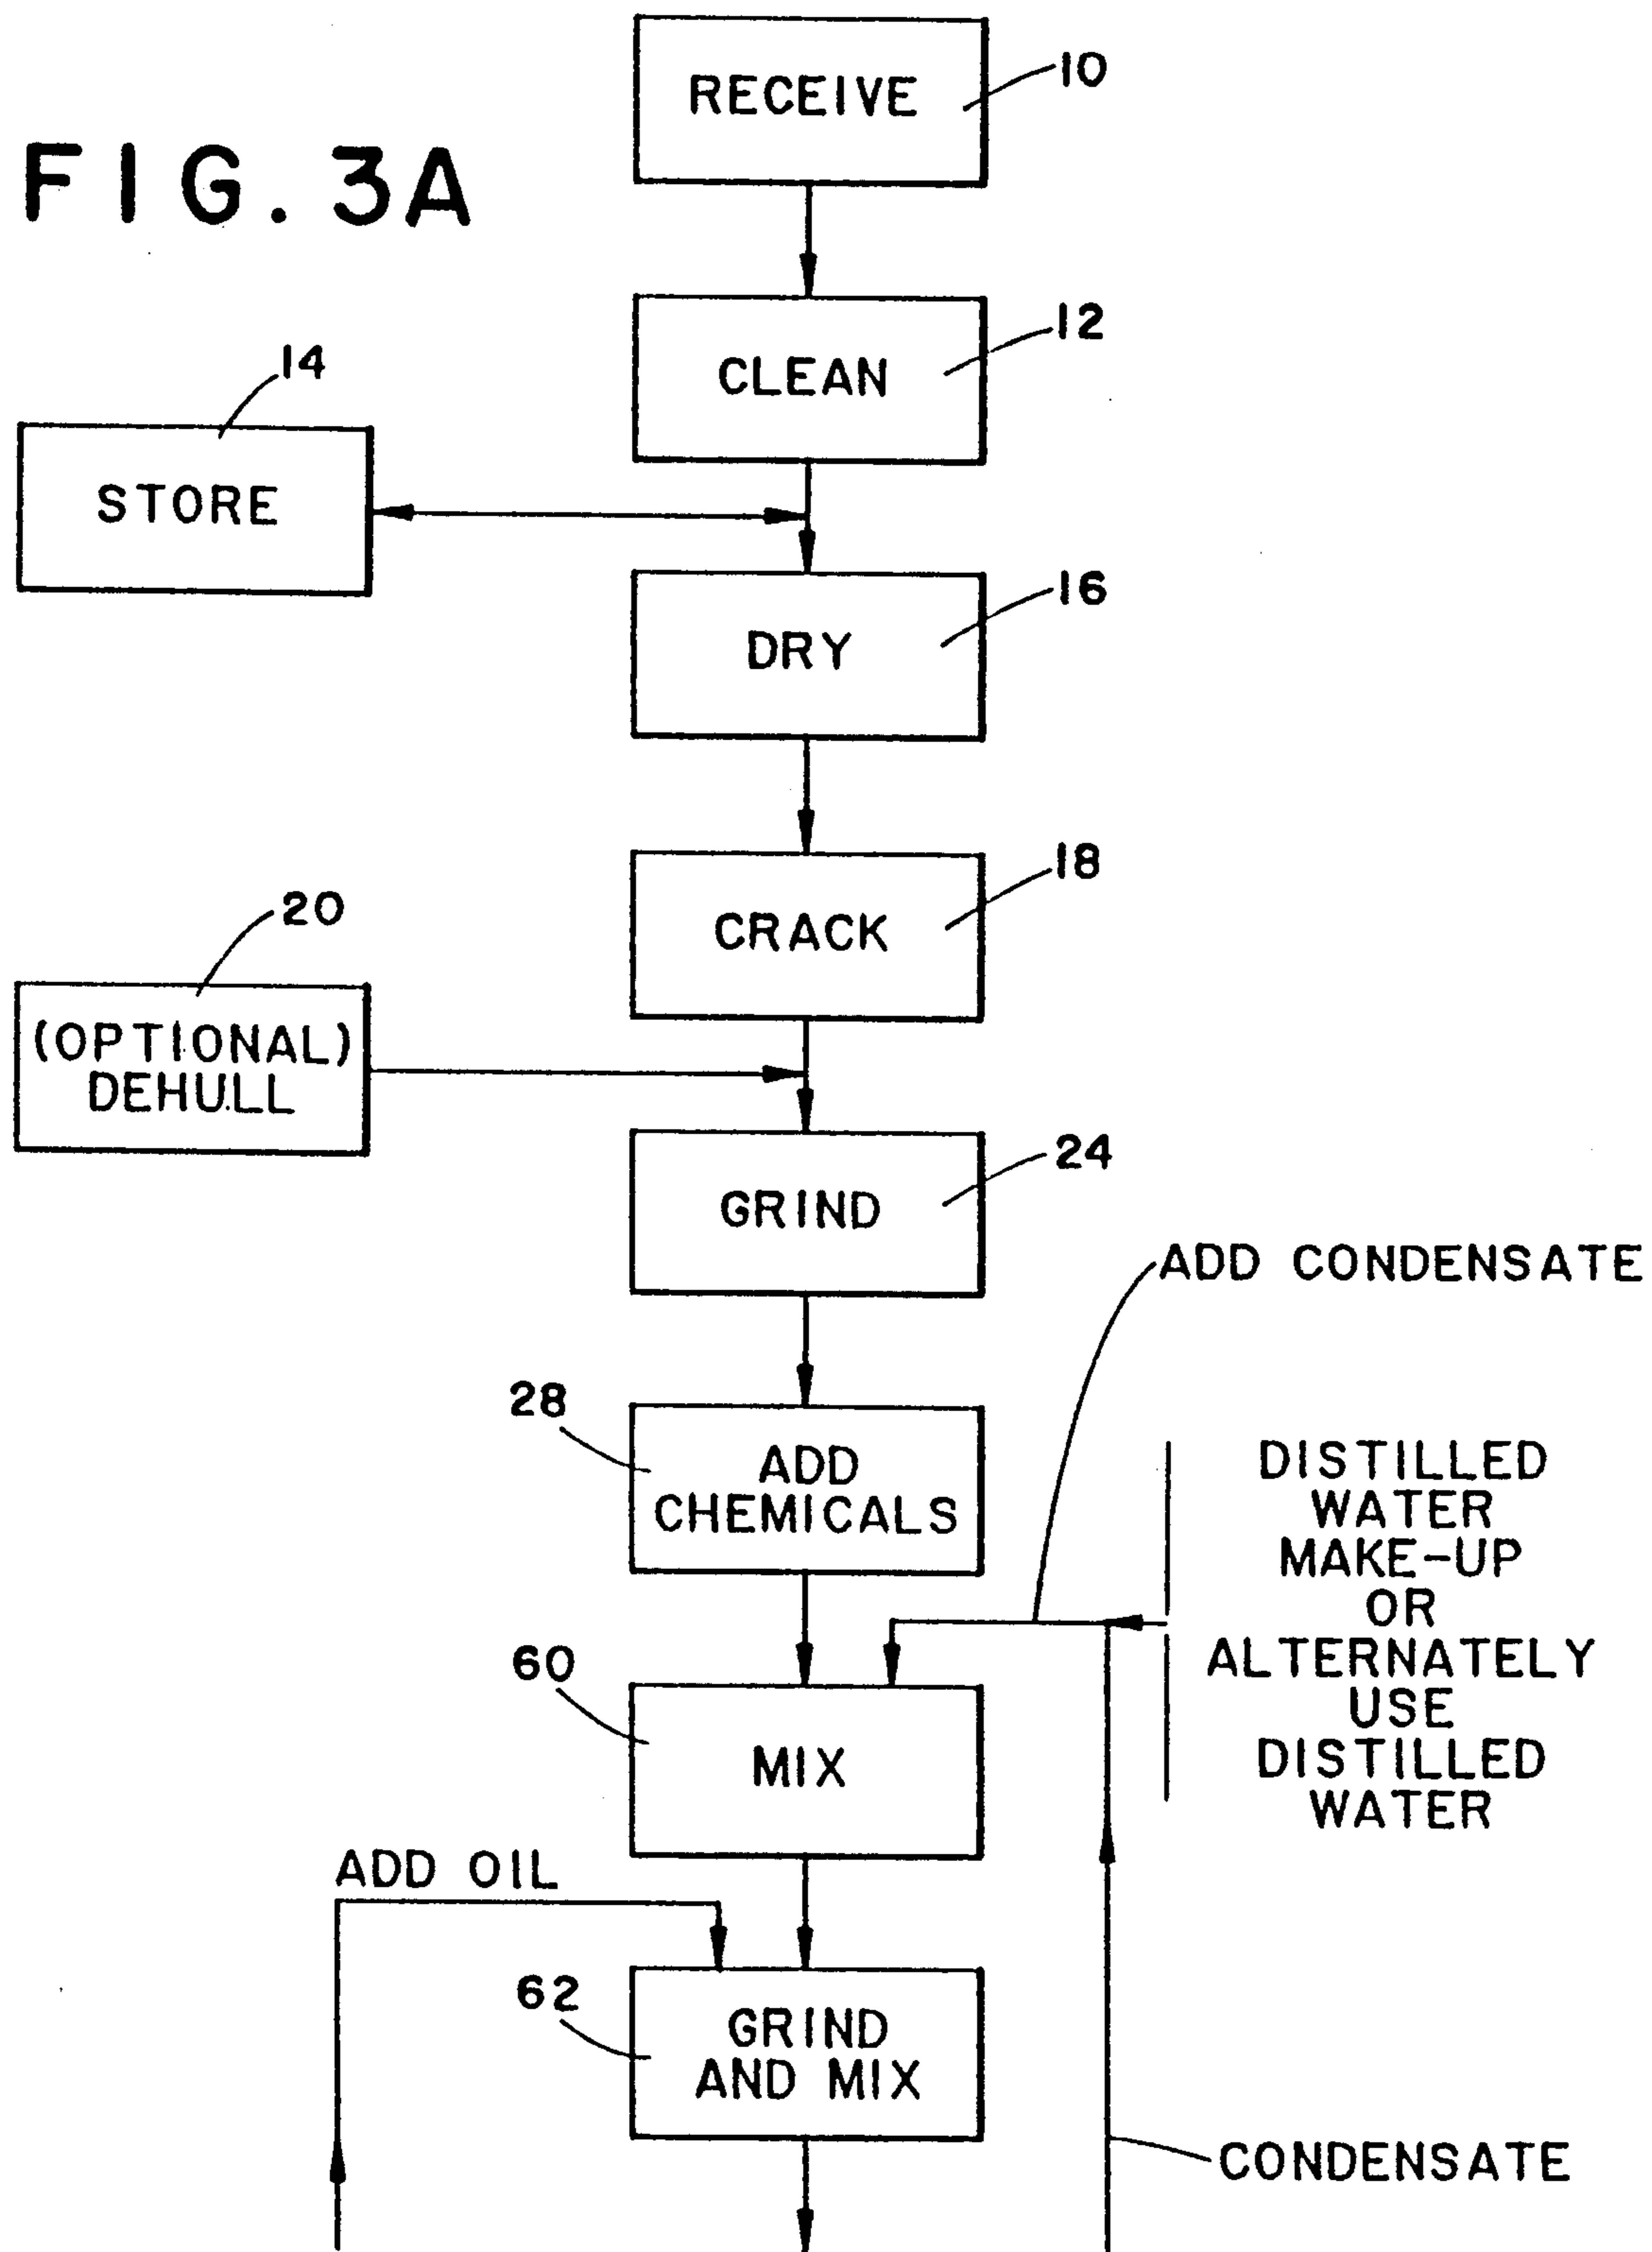 RECEIVE
10
FIG. 3A
CLEAN
12
14
STORE
DRY
16
CRACK
18
20
(OPTIONAL)
DEHULL
GRIND
24
ADD CONDENSATE
28
ADD
CHEMICALS
DISTILLED
WATER
MAKE-UP
OR
ALTERNATELY
USE
DISTILLED
WATER
60
MIX
ADD OIL
62
GRIND
AND MIX
CONDENSATE